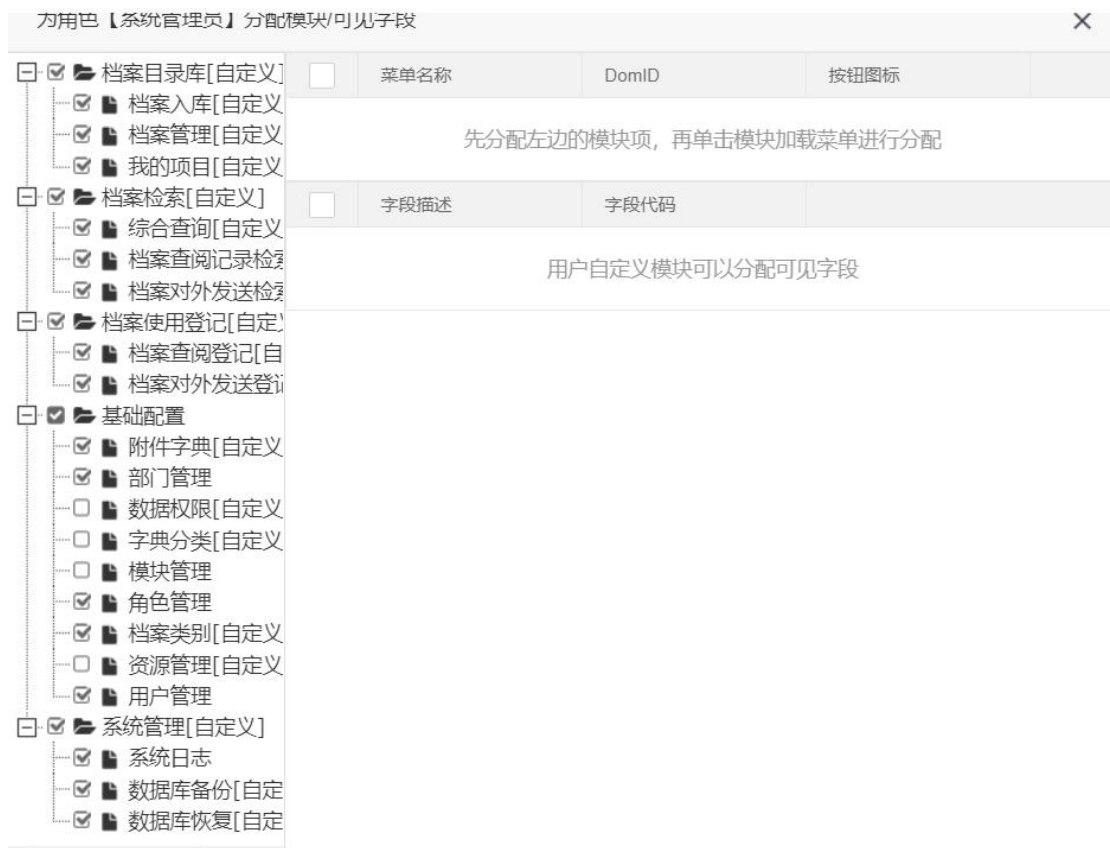 为角色【系统管理员】分配模块/可见字段
档案目录库[自定义]
档案入库[自定义
档案管理[自定义
我的项目[自定义
档案检索[自定义]
综合查询[自定义
档案查阅记录检索
档案对外发送检索
档案使用登记[自定义
档案查阅登记[自
档案对外发送登记
基础配置
附件字典[自定义
部门管理
数据权限[自定义
字典分类[自定义
模块管理
角色管理
档案类别[自定义
资源管理[自定义
用户管理
系统管理[自定义]
系统日志
数据库备份[自定
数据库恢复[自定
菜单名称 DomID 按钮图标
先分配左边的模块项，再单击模块加载菜单进行分配
字段描述 字段代码
用户自定义模块可以分配可见字段